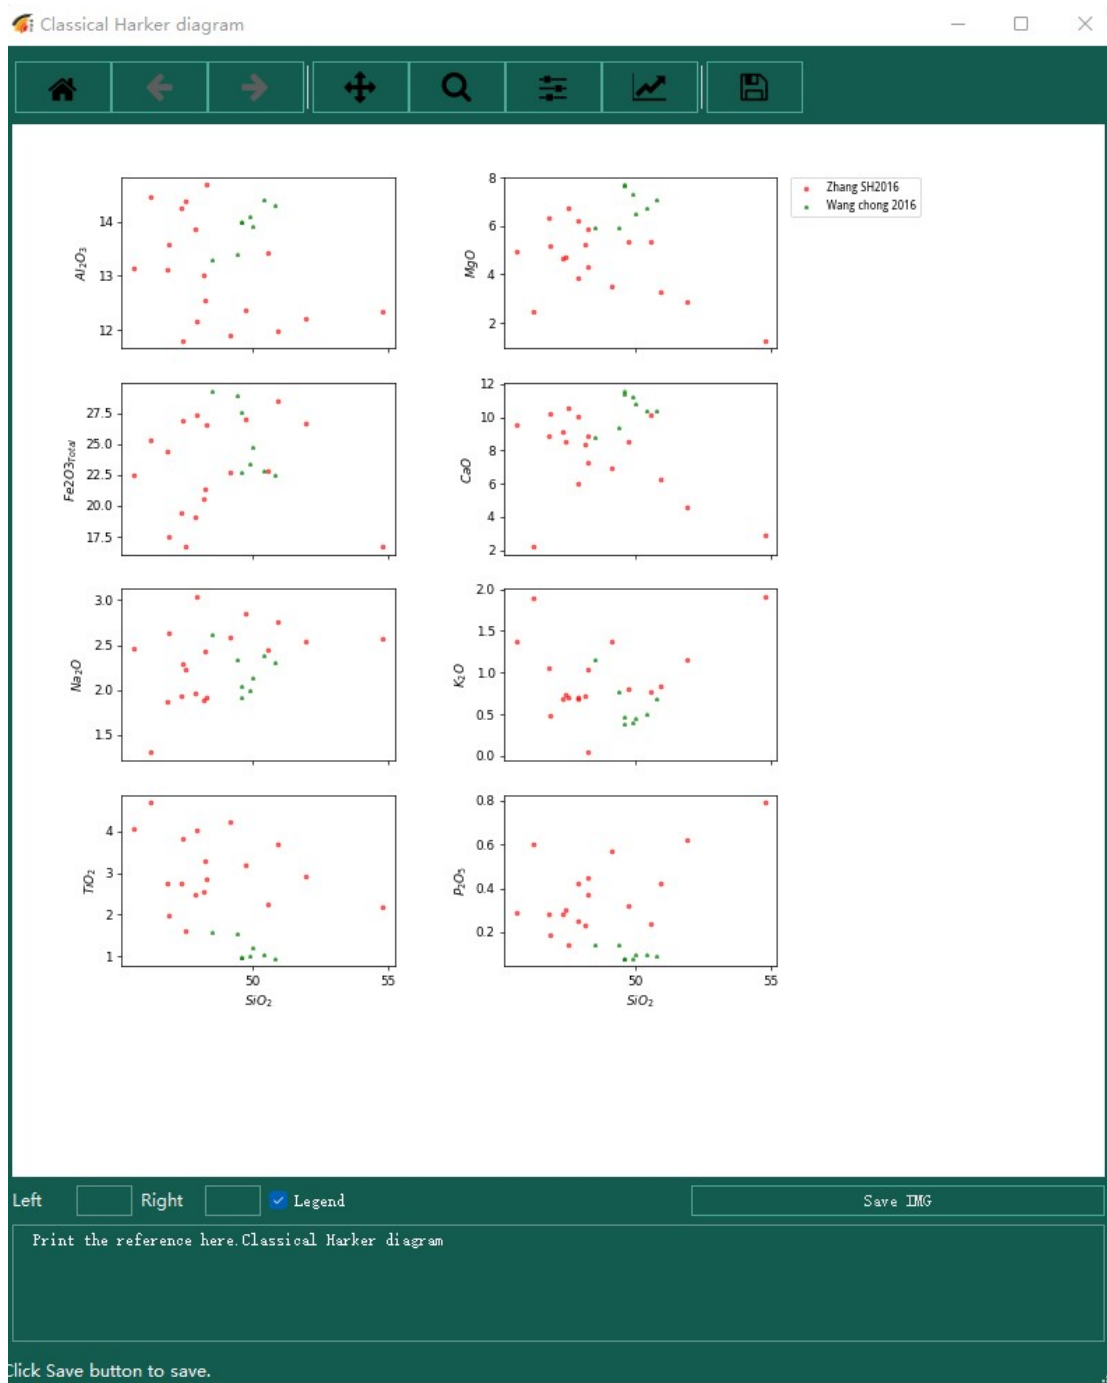 Classical Harker diagram
Zhang SH2016
Wang chong 2016
14
13
12
Al2O3
8
6
4
2
MgO
27.5
25.0
22.5
20.0
17.5
Fe2O3Total
12
10
8
6
4
2
CaO
3.0
2.5
2.0
1.5
Na2O
2.0
1.5
1.0
0.5
0.0
K2O
4
3
2
1
TiO2
50 55
SiO2
0.8
0.6
0.4
0.2
P2O5
50 55
SiO2
Left Right Legend Save IMG
Print the reference here.Classical Harker diagram
Click Save button to save.